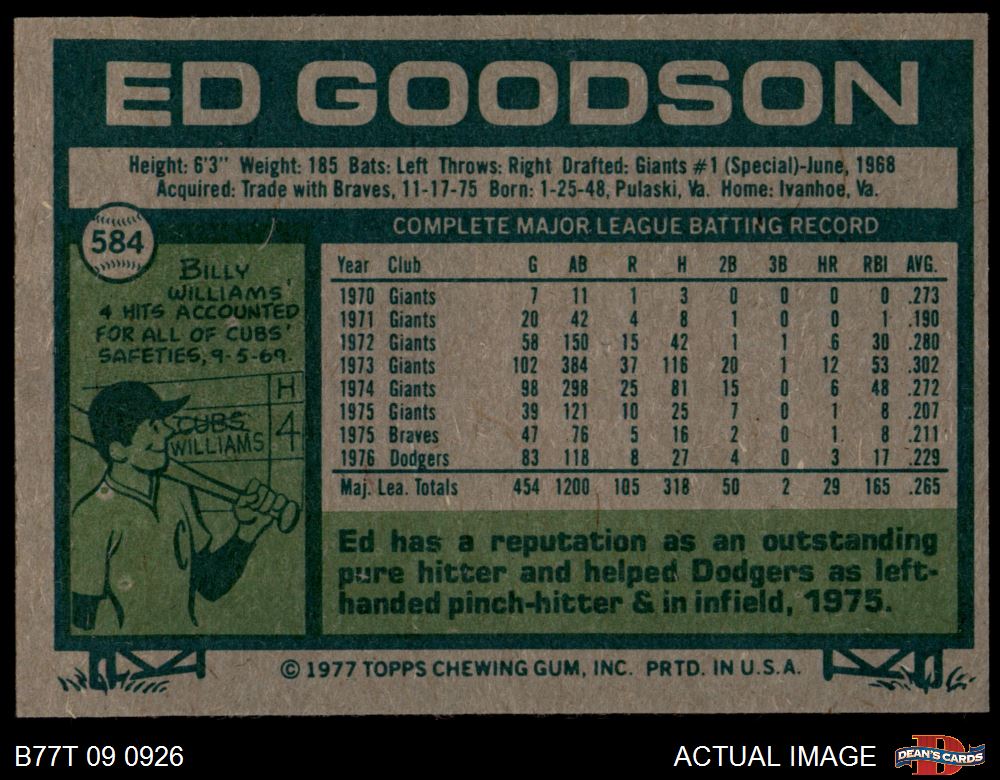 ED GOODSON
Height: 6'3" Weight: 185 Bats: Left Throws: Right Drafted: Giants #1 (Special)-June, 1968
Acquired: Trade with Braves, 11-17-75 Born: 1-25-48, Pulaski, Va. Home: Ivanhoe, Va.
584
BILLY
WILLIAMS'
4 HITS ACCOUNTED
FOR ALL OF CUBS'
SAFETIES, 9-5-69.
H
CUBS
WILLIAMS 4
COMPLETE MAJOR LEAGUE BATTING RECORD
Year Club G AB R H 2B 3B HR RBI AVG.
1970 Giants 7 11 1 3 0 0 0 0 .273
1971 Giants 20 42 4 8 1 0 0 1 .190
1972 Giants 58 150 15 42 1 1 6 30 .280
1973 Giants 102 384 37 116 20 1 12 53 .302
1974 Giants 98 298 25 81 15 0 6 48 .272
1975 Giants 39 121 10 25 7 0 1 8 .207
1975 Braves 47 76 5 16 2 0 1 8 .211
1976 Dodgers 83 118 8 27 4 0 3 17 .229
Maj. Lea. Totals 454 1200 105 318 50 2 29 165 .265
Ed has a reputation as an outstanding
pure hitter and helped Dodgers as left-
handed pinch-hitter & in infield, 1975.
© 1977 TOPPS CHEWING GUM, INC. PRTD. IN U.S.A.
B77T 09 0926 ACTUAL IMAGE
D
DEAN'S CARDS